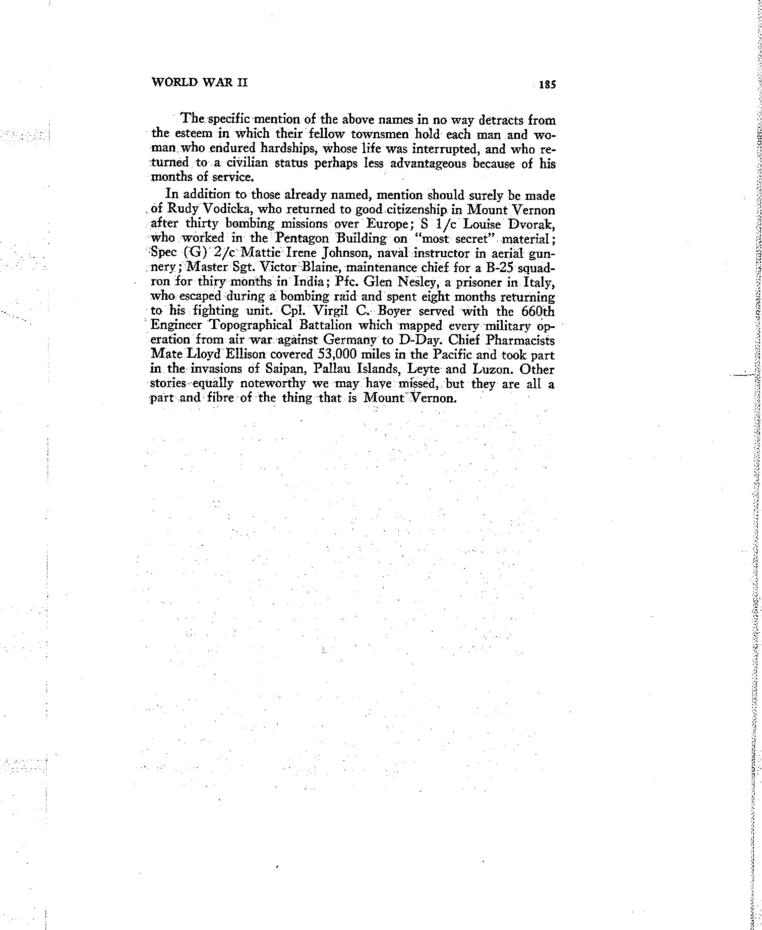 WORLD WAR II 185
The specific mention of the above names in no way detracts from
the esteem in which their fellow townsmen hold each man and wo-
man who endured hardships, whose life was interrupted, and who re-
turned to a civilian status perhaps less advantageous because of his
months of service.
In addition to those already named, mention should surely be made
of Rudy Vodicka, who returned to good citizenship in Mount Vernon
after thirty bombing missions over Europe; S 1/c Louise Dvorak,
who worked in the Pentagon Building on "most secret" material;
Spec (G) 2/c Mattie Irene Johnson, naval instructor in aerial gun-
nery; Master Sgt. Victor Blaine, maintenance chief for a B-25 squad-
ron for thiry months in India; Pfc. Glen Nesley, a prisoner in Italy,
who escaped during a bombing raid and spent eight months returning
to his fighting unit. Cpl. Virgil C. Boyer served with the 660th
Engineer Topographical Battalion which mapped every military op-
eration from air war against Germany to D-Day. Chief Pharmacists
Mate Lloyd Ellison covered 53,000 miles in the Pacific and took part
in the invasions of Saipan, Pallau Islands, Leyte and Luzon. Other
stories equally noteworthy we may have missed, but they are all a
part and fibre of the thing that is Mount Vernon.